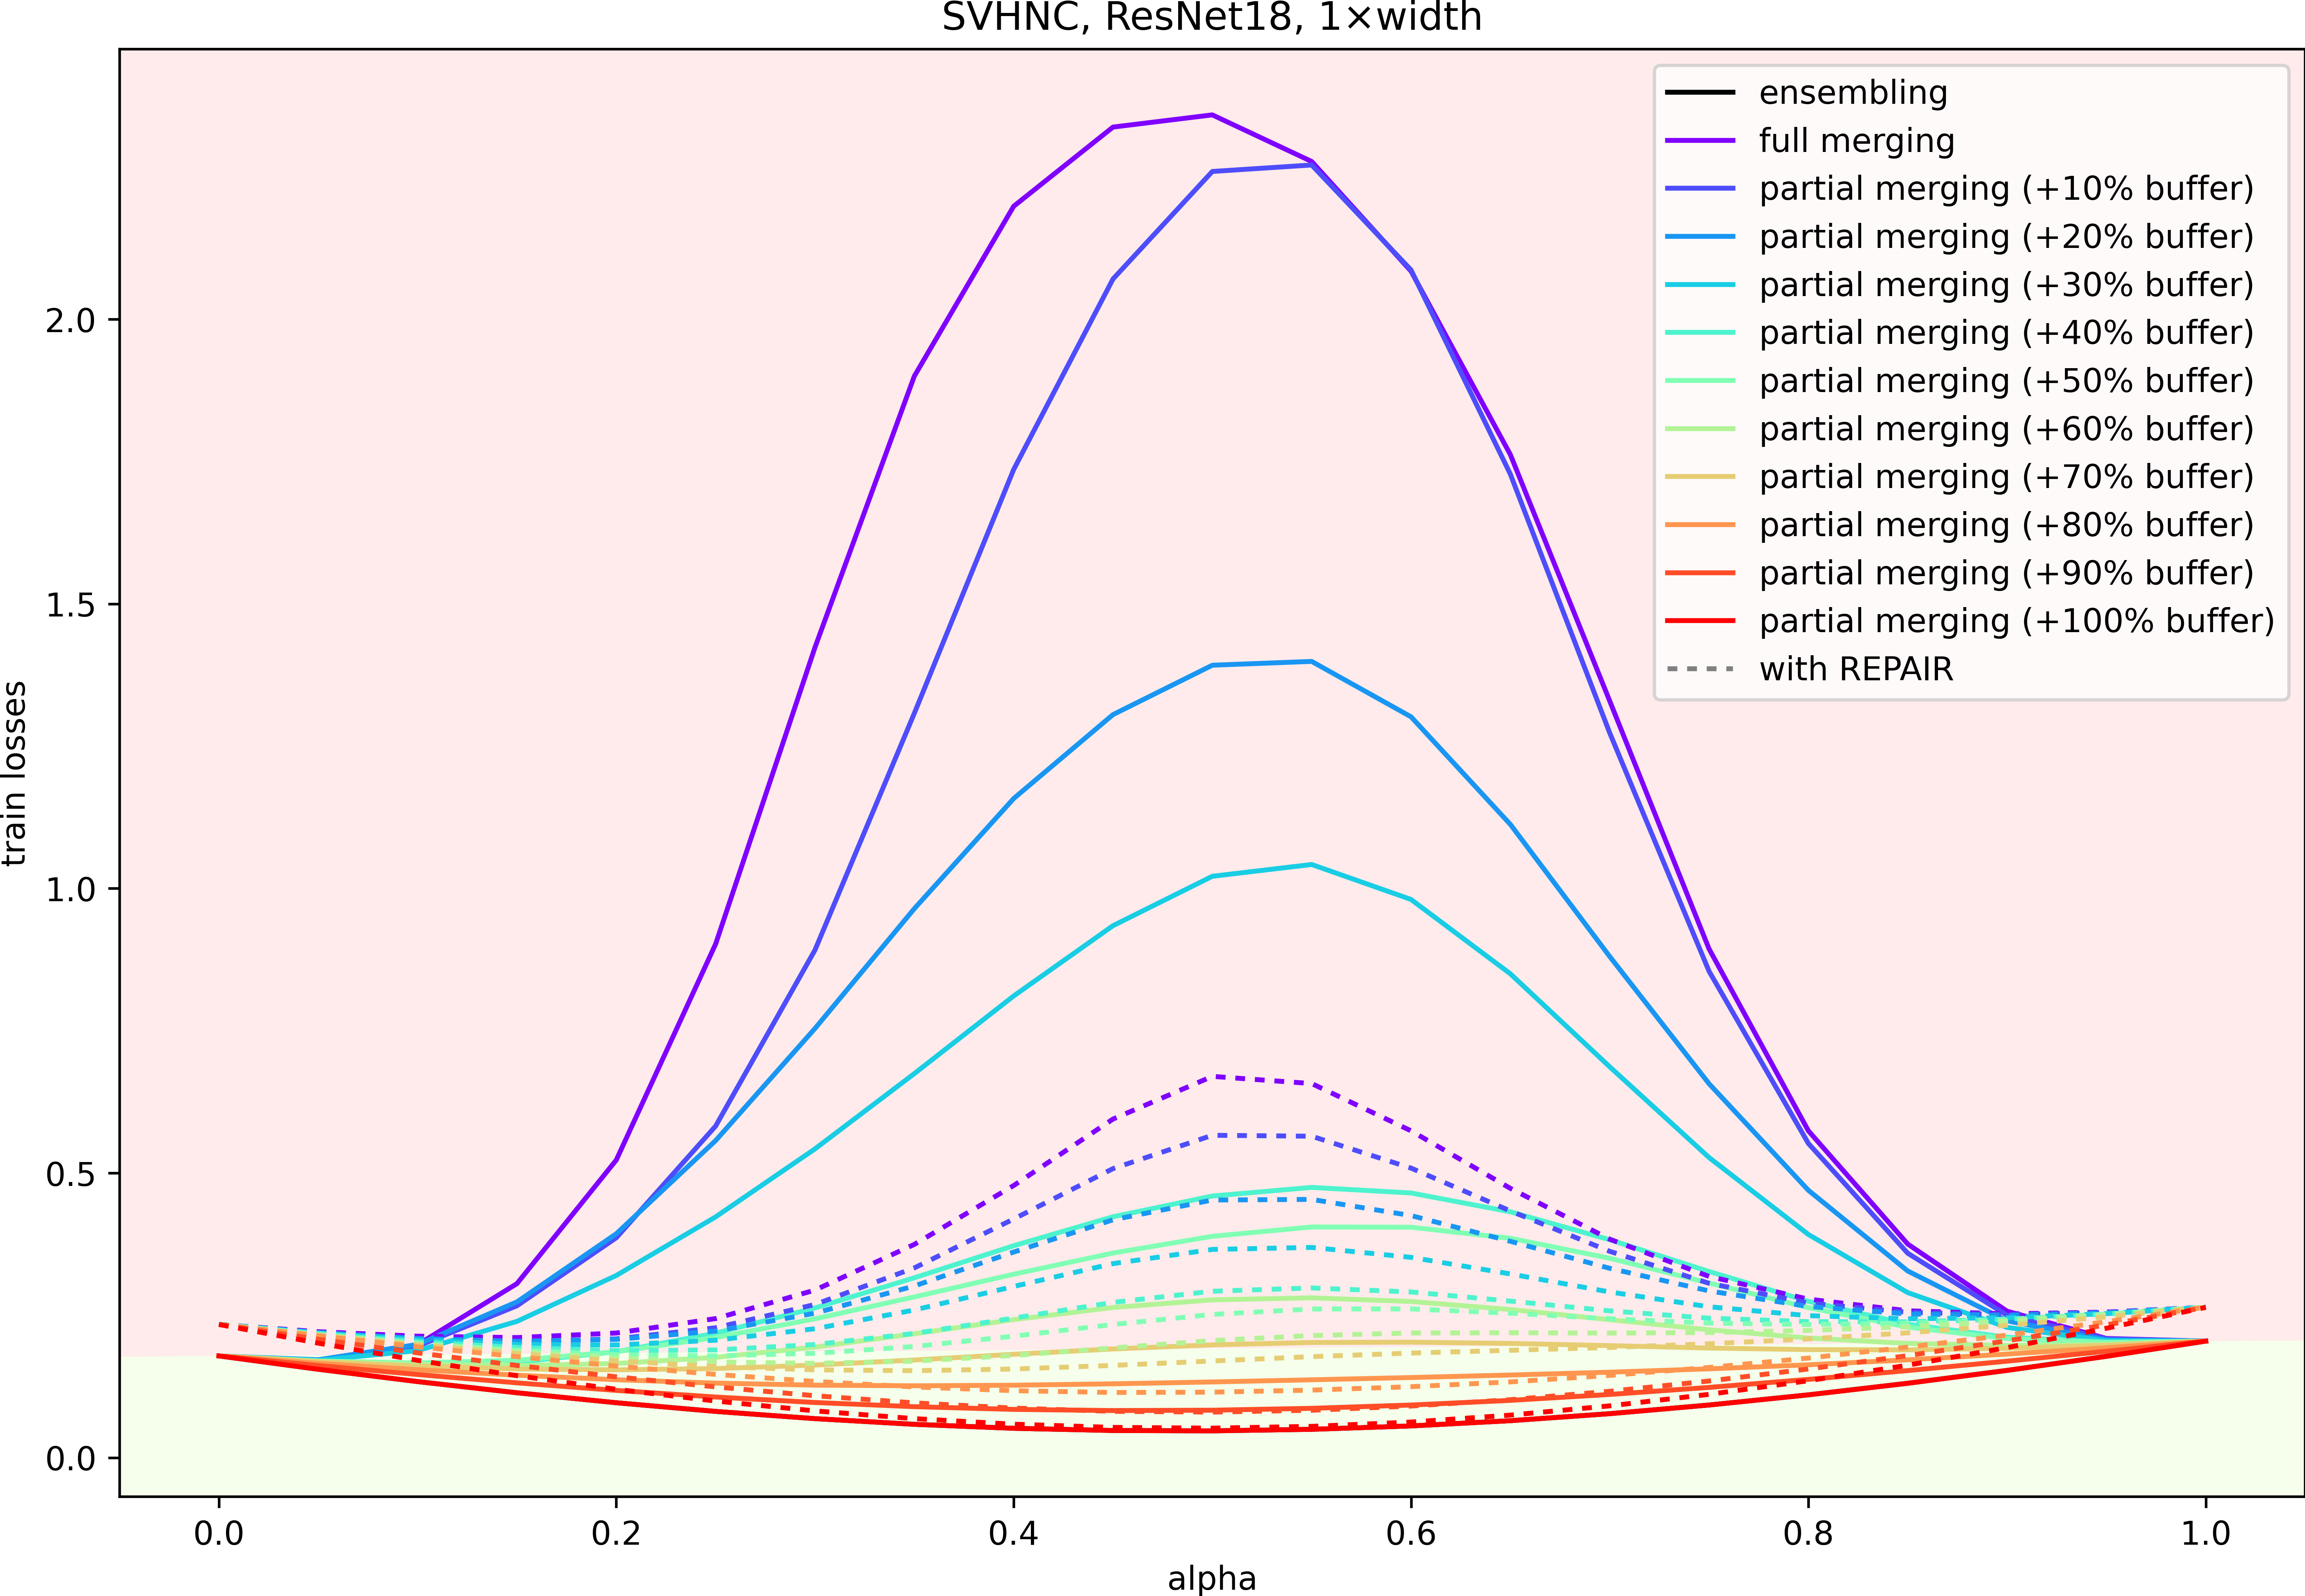 SVHNC, ResNet18, 1×width
ensembling
full merging
partial merging (+10% buffer)
partial merging (+20% buffer)
partial merging (+30% buffer)
partial merging (+40% buffer)
partial merging (+50% buffer)
partial merging (+60% buffer)
partial merging (+70% buffer)
partial merging (+80% buffer)
partial merging (+90% buffer)
partial merging (+100% buffer)
with REPAIR
train losses
2.0
1.5
1.0
0.5
0.0
0.0 0.2 0.4 0.6 0.8 1.0
alpha